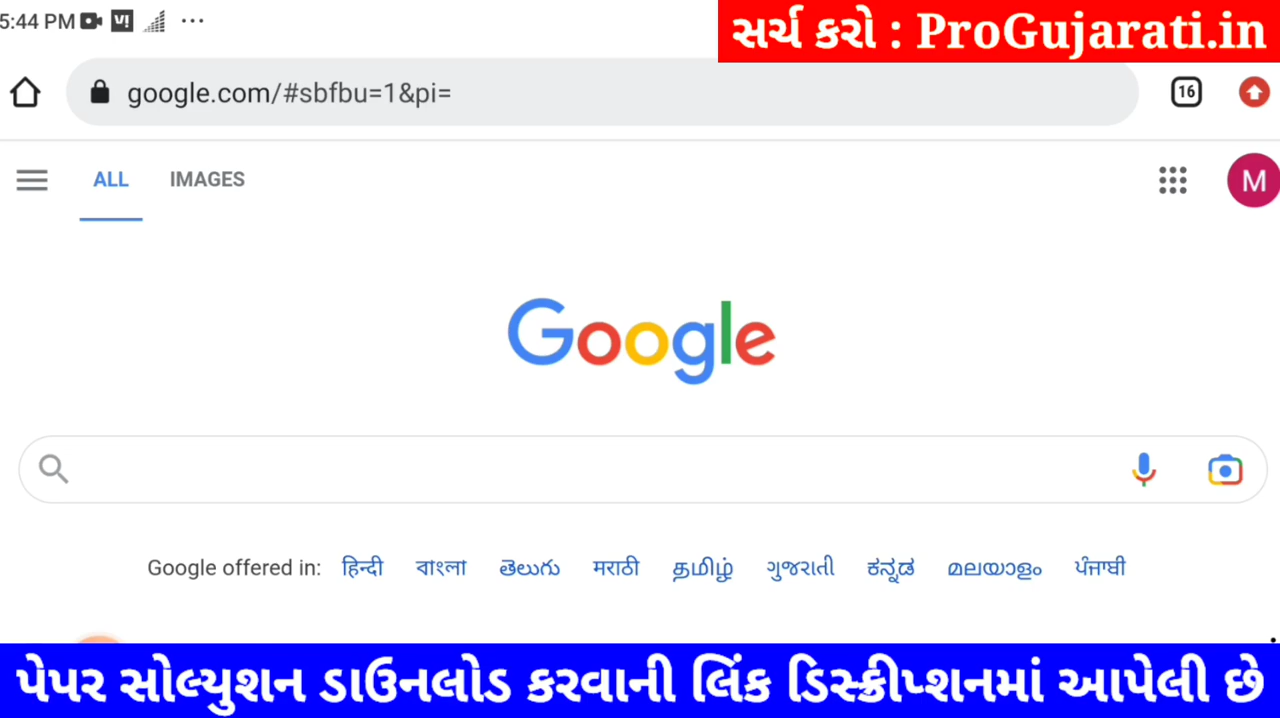 5:44 PM V! ...
સર્ચ કરો : ProGujarati.in
google.com/#sbfbu=1&pi=
16
ALL IMAGES
M
Google
Google offered in: हिन्दी বাংলা తెలుగు मराठी தமிழ் ગુજરાતી ಕನ್ನಡ മലയാളം ਪੰਜਾਬੀ
પેપર સોલ્યુશન ડાઉનલોડ કરવાની લિંક ડિસ્ક્રીપ્શનમાં આપેલી છે